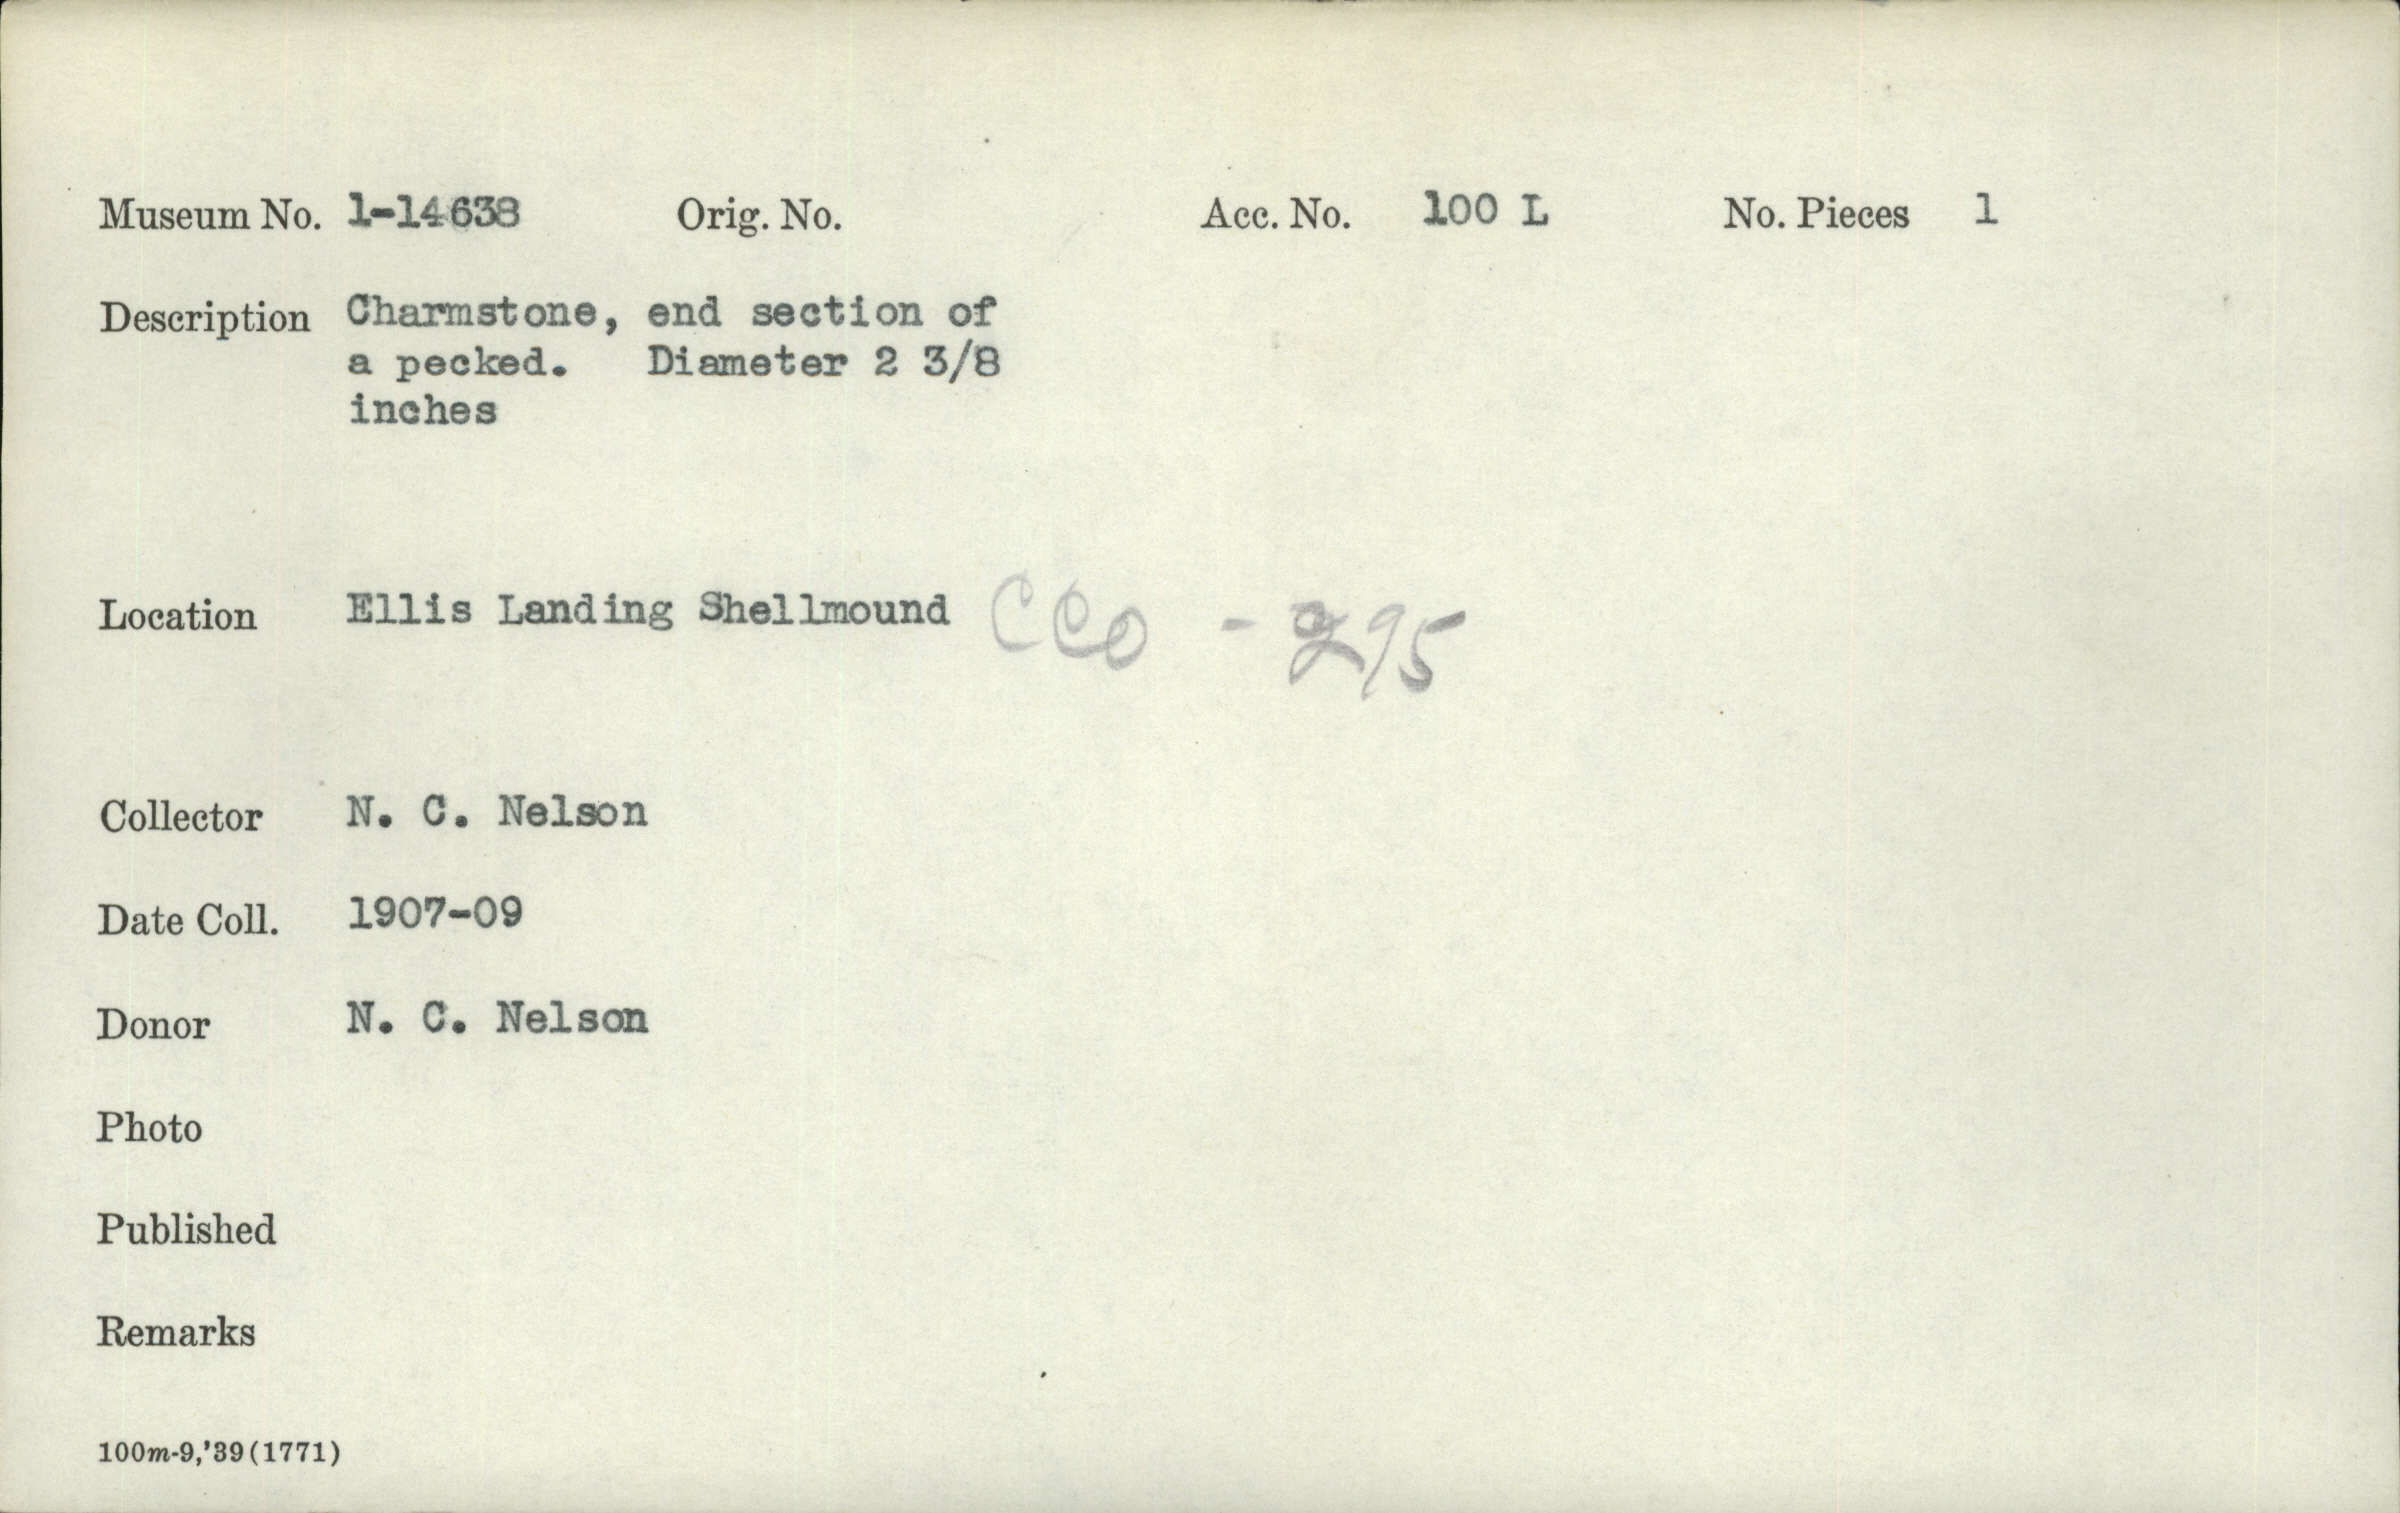 Museum No. 1-14638 Orig. No. Acc. No. 100 L No. Pieces 1
Description Charmstone, end section of
a pecked. Diameter 2 3/8
inches
Location Ellis Landing Shellmound CCO - 295
Collector N. C. Nelson
Date Coll. 1907-09
Donor N. C. Nelson
Photo
Published
Remarks
100m-9,'39(1771)